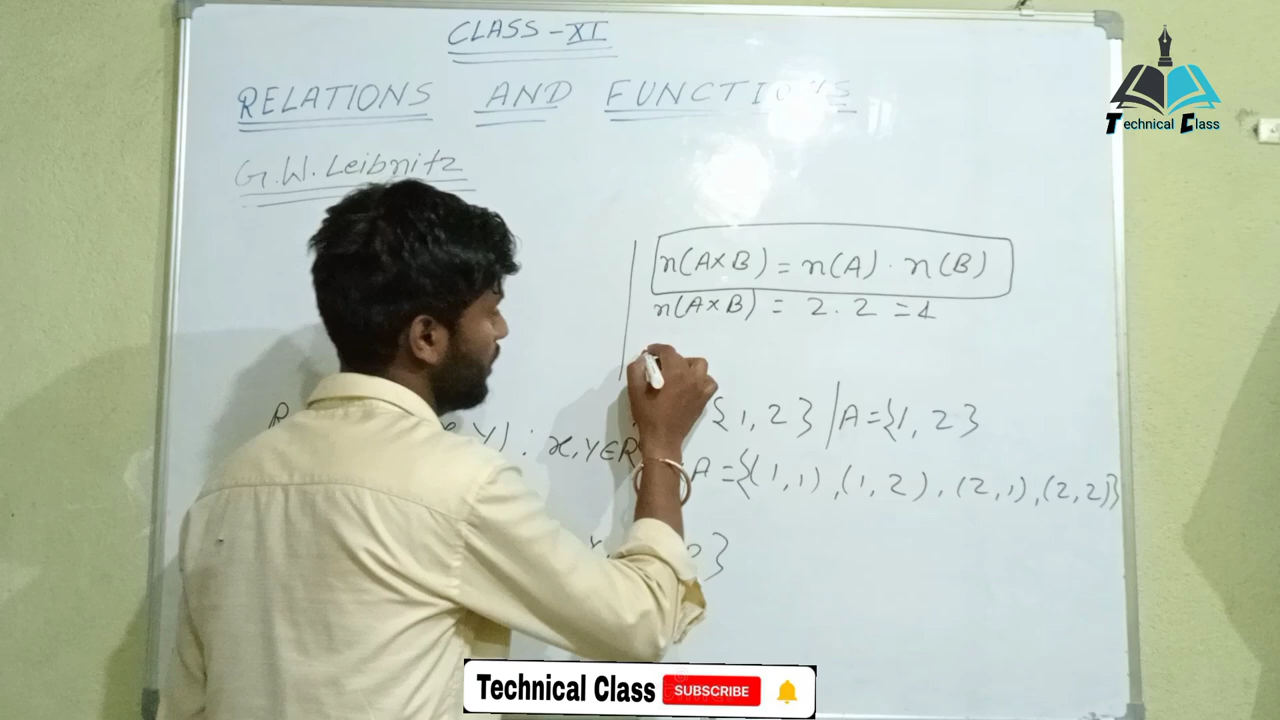 CLASS-XI
RELATIONS AND FUNCTIONS
G.W. Leibnitz
Technical Class
n(A×B) = n(A) · n(B)
n(A×B) = 2 . 2 = 4
{1, 2} | A={1, 2}
R Y) : x,y∈R
A = {(1,1), (1,2), (2,1), (2,2)}
}
Technical Class SUBSCRIBE